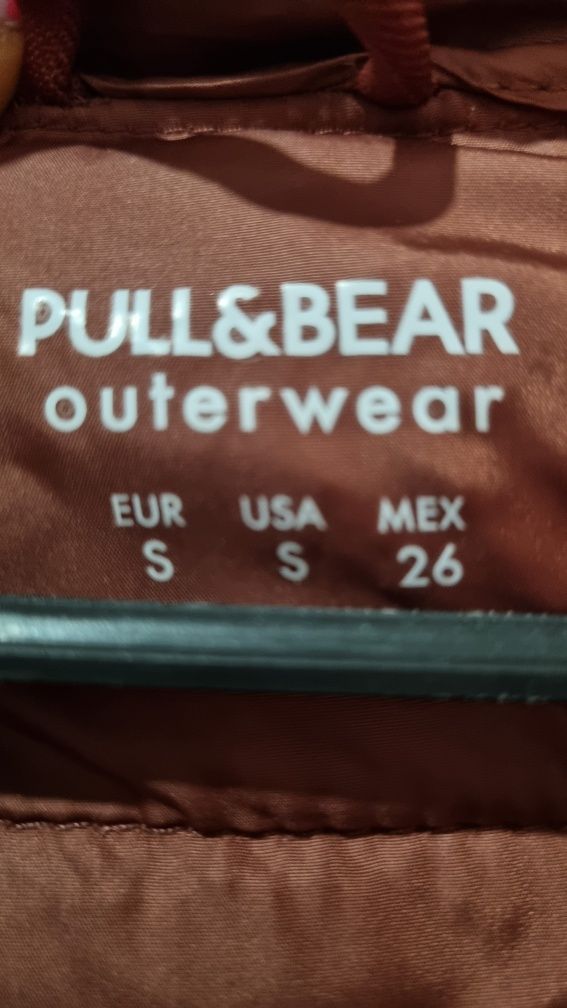 PULL&BEAR
outerwear
EUR USA MEX
S S 26